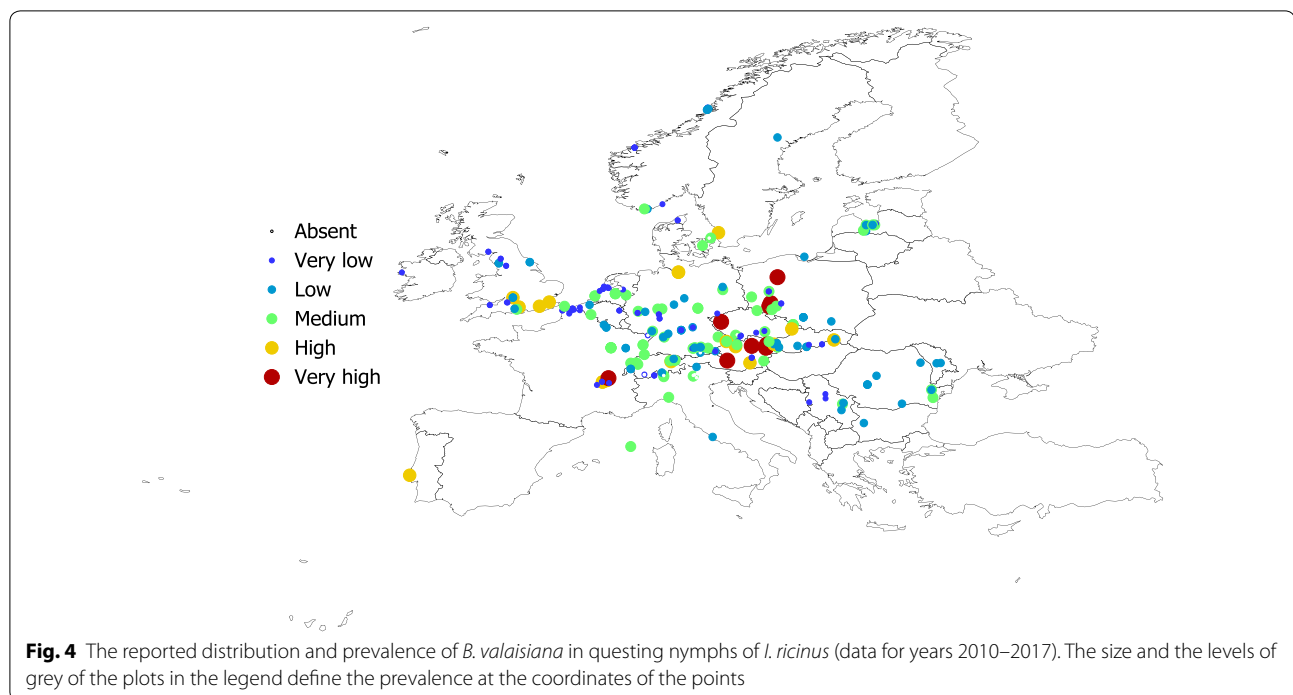 Absent
Very low
Low
Medium
High
Very high
Fig. 4 The reported distribution and prevalence of B. valaisiana in questing nymphs of I. ricinus (data for years 2010–2017). The size and the levels of
grey of the plots in the legend define the prevalence at the coordinates of the points